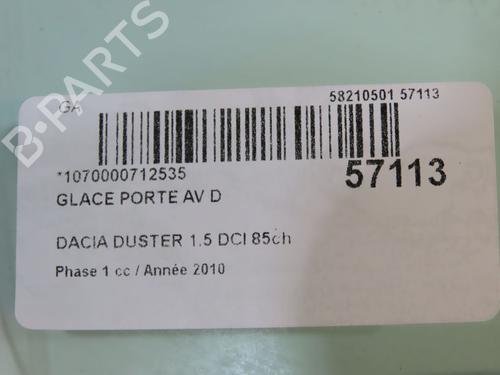 GA
58210501 57113
*1070000712535
57113
GLACE PORTE AV D
DACIA DUSTER 1.5 DCI 85ch
Phase 1 cc / Année 2010
B-PARTS